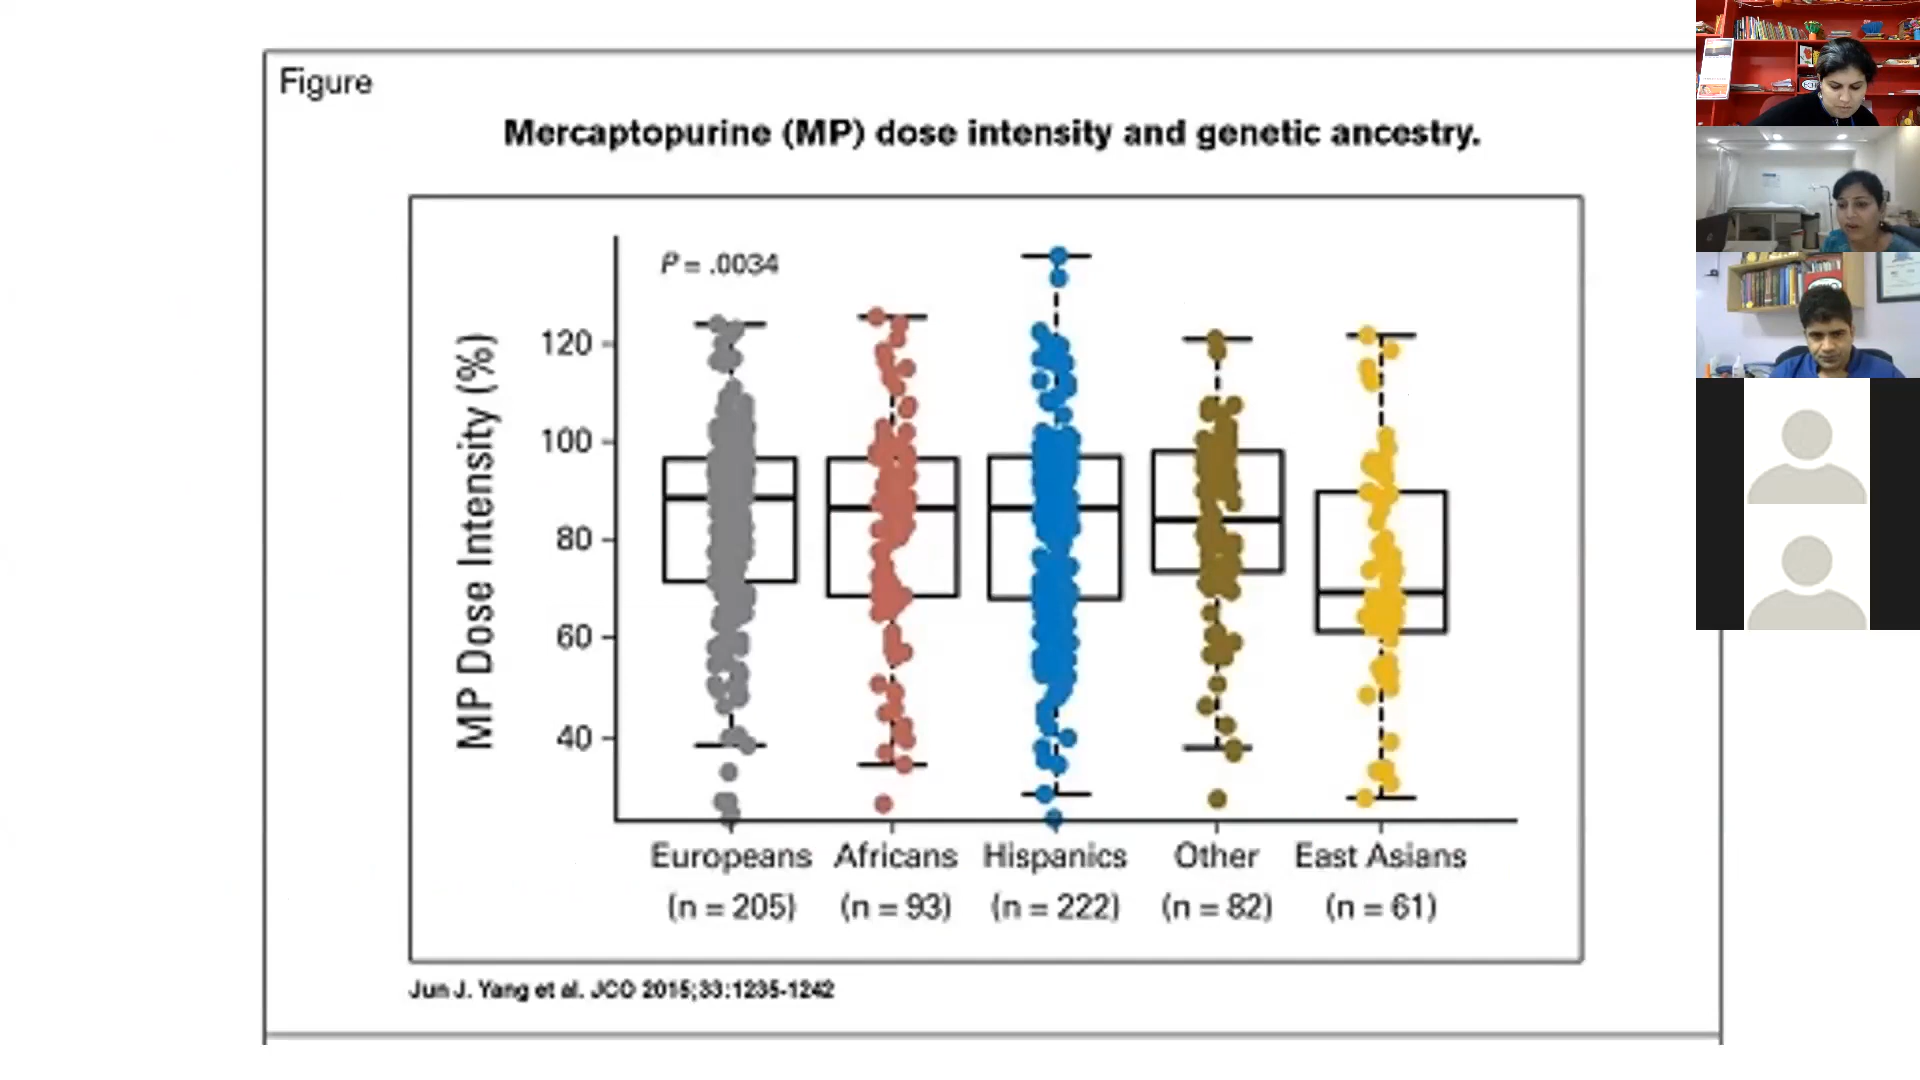 Figure
Mercaptopurine (MP) dose intensity and genetic ancestry.
P = .0034
MP Dose Intensity (%)
120
100
80
60
40
Europeans Africans Hispanics Other East Asians
(n = 205) (n = 93) (n = 222) (n = 82) (n = 61)
Jun J. Yang et al. JCO 2015;33:1235-1242